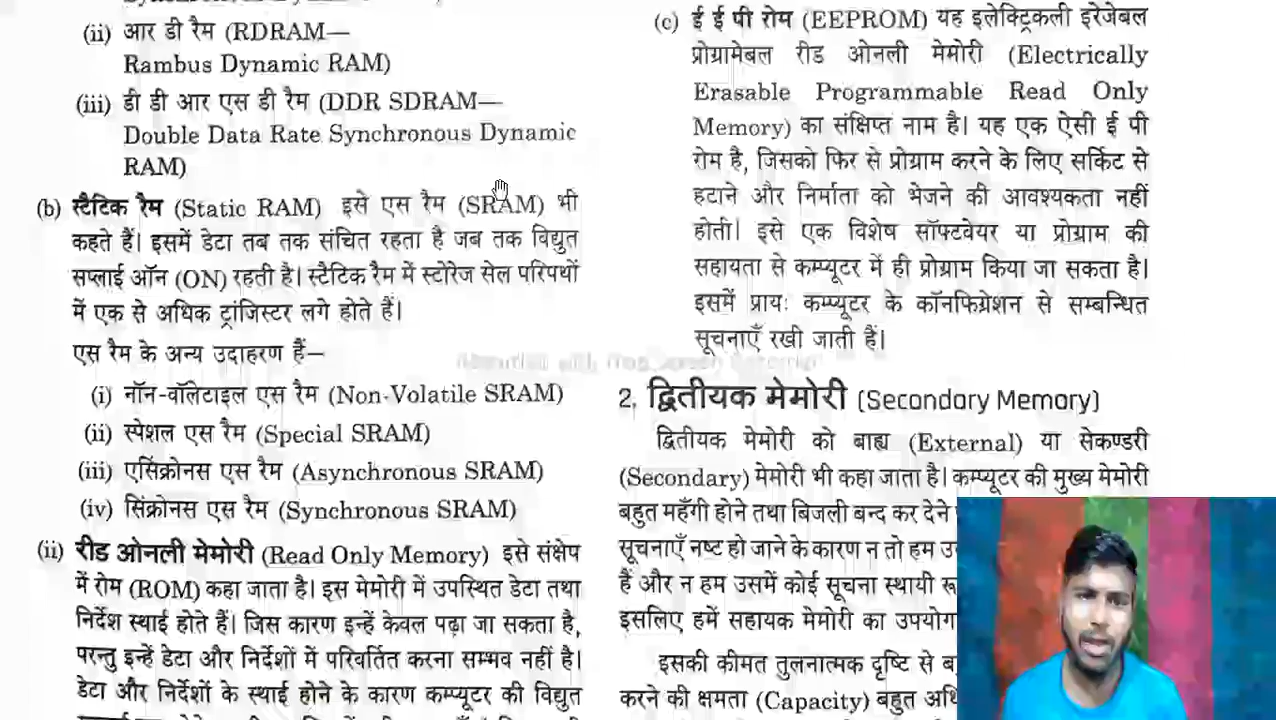 (ii) आर डी रैम (RDRAM—
Rambus Dynamic RAM)
(iii) डी डी आर एस डी रैम (DDR SDRAM—
Double Data Rate Synchronous Dynamic
RAM)
(b) स्टैटिक रैम (Static RAM) इसे एस रैम (SRAM) भी
कहते हैं। इसमें डेटा तब तक संचित रहता है जब तक विद्युत
सप्लाई ऑन (ON) रहती है। स्टैटिक रैम में स्टोरेज सेल परिपथों
में एक से अधिक ट्रांजिस्टर लगे होते हैं।
एस रैम के अन्य उदाहरण हैं—
(i) नॉन-वॉलेटाइल एस रैम (Non-Volatile SRAM)
(ii) स्पेशल एस रैम (Special SRAM)
(iii) एसिंक्रोनस एस रैम (Asynchronous SRAM)
(iv) सिंक्रोनस एस रैम (Synchronous SRAM)
(ii) रीड ओनली मेमोरी (Read Only Memory) इसे संक्षेप
में रोम (ROM) कहा जाता है। इस मेमोरी में उपस्थित डेटा तथा
निर्देश स्थाई होते हैं। जिस कारण इन्हें केवल पढ़ा जा सकता है,
परन्तु इन्हें डेटा और निर्देशों में परिवर्तित करना सम्भव नहीं है।
डेटा और निर्देशों के स्थाई होने के कारण कम्प्यूटर की विद्युत
(c) ई ई पी रोम (EEPROM) यह इलेक्ट्रिकली इरेजेबल
प्रोग्रामेबल रीड ओनली मेमोरी (Electrically
Erasable Programmable Read Only
Memory) का संक्षिप्त नाम है। यह एक ऐसी ई पी
रोम है, जिसको फिर से प्रोग्राम करने के लिए सर्किट से
हटाने और निर्माता को भेजने की आवश्यकता नहीं
होती। इसे एक विशेष सॉफ्टवेयर या प्रोग्राम की
सहायता से कम्प्यूटर में ही प्रोग्राम किया जा सकता है।
इसमें प्रायः कम्प्यूटर के कॉनफिग्रेशन से सम्बन्धित
सूचनाएँ रखी जाती हैं।
2. द्वितीयक मेमोरी (Secondary Memory)
द्वितीयक मेमोरी को बाह्य (External) या सेकण्डरी
(Secondary) मेमोरी भी कहा जाता है। कम्प्यूटर की मुख्य मेमोरी
बहुत महँगी होने तथा बिजली बन्द कर देने
सूचनाएँ नष्ट हो जाने के कारण न तो हम
हैं और न हम उसमें कोई सूचना स्थायी
इसलिए हमें सहायक मेमोरी का उपयोग
इसकी कीमत तुलनात्मक दृष्टि से
करने की क्षमता (Capacity) बहुत